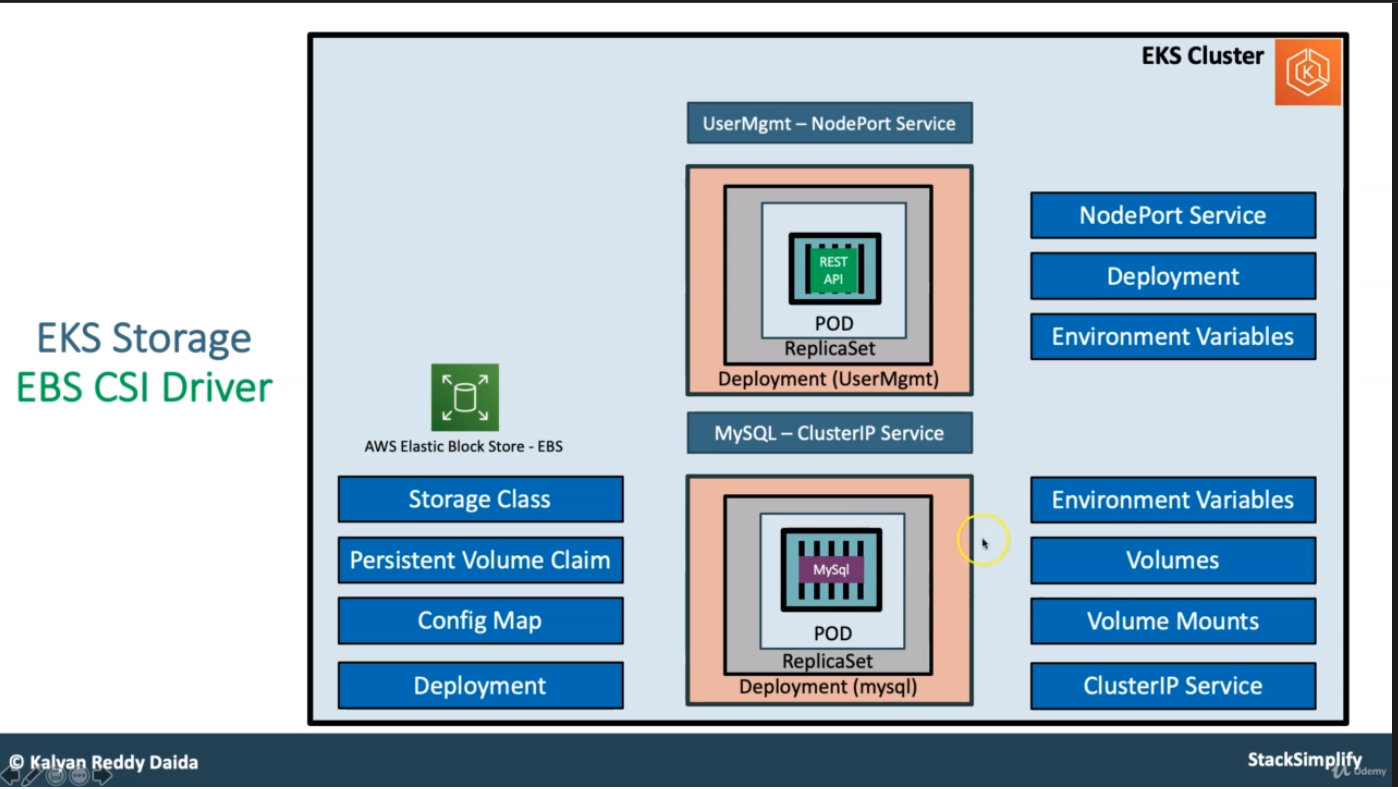 EKS Cluster
UserMgmt – NodePort Service
REST
API
POD
ReplicaSet
Deployment (UserMgmt)
NodePort Service
Deployment
Environment Variables
EKS Storage
EBS CSI Driver
AWS Elastic Block Store - EBS
Storage Class
Persistent Volume Claim
Config Map
Deployment
MySQL – ClusterIP Service
MySql
POD
ReplicaSet
Deployment (mysql)
Environment Variables
Volumes
Volume Mounts
ClusterIP Service
© Kalyan Reddy Daida
StackSimplify
Udemy